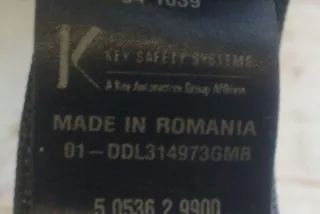 K
KEY SAFETY SYSTEMS
A Key Automotive Group Affiliate
MADE IN ROMANIA
01-DDL314973GMB
5 0536 2 9900